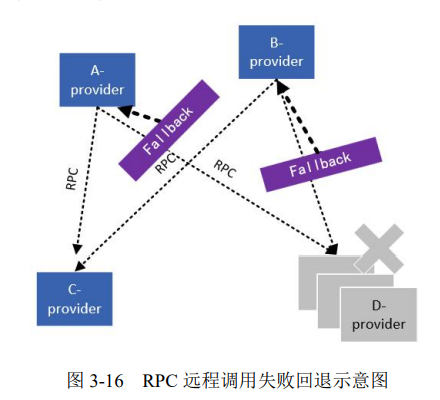 B-
provider
A-
provider
Fallback
RPC
RPC
RPC
Fallback
C-
provider
D-
provider
图 3-16 RPC 远程调用失败回退示意图